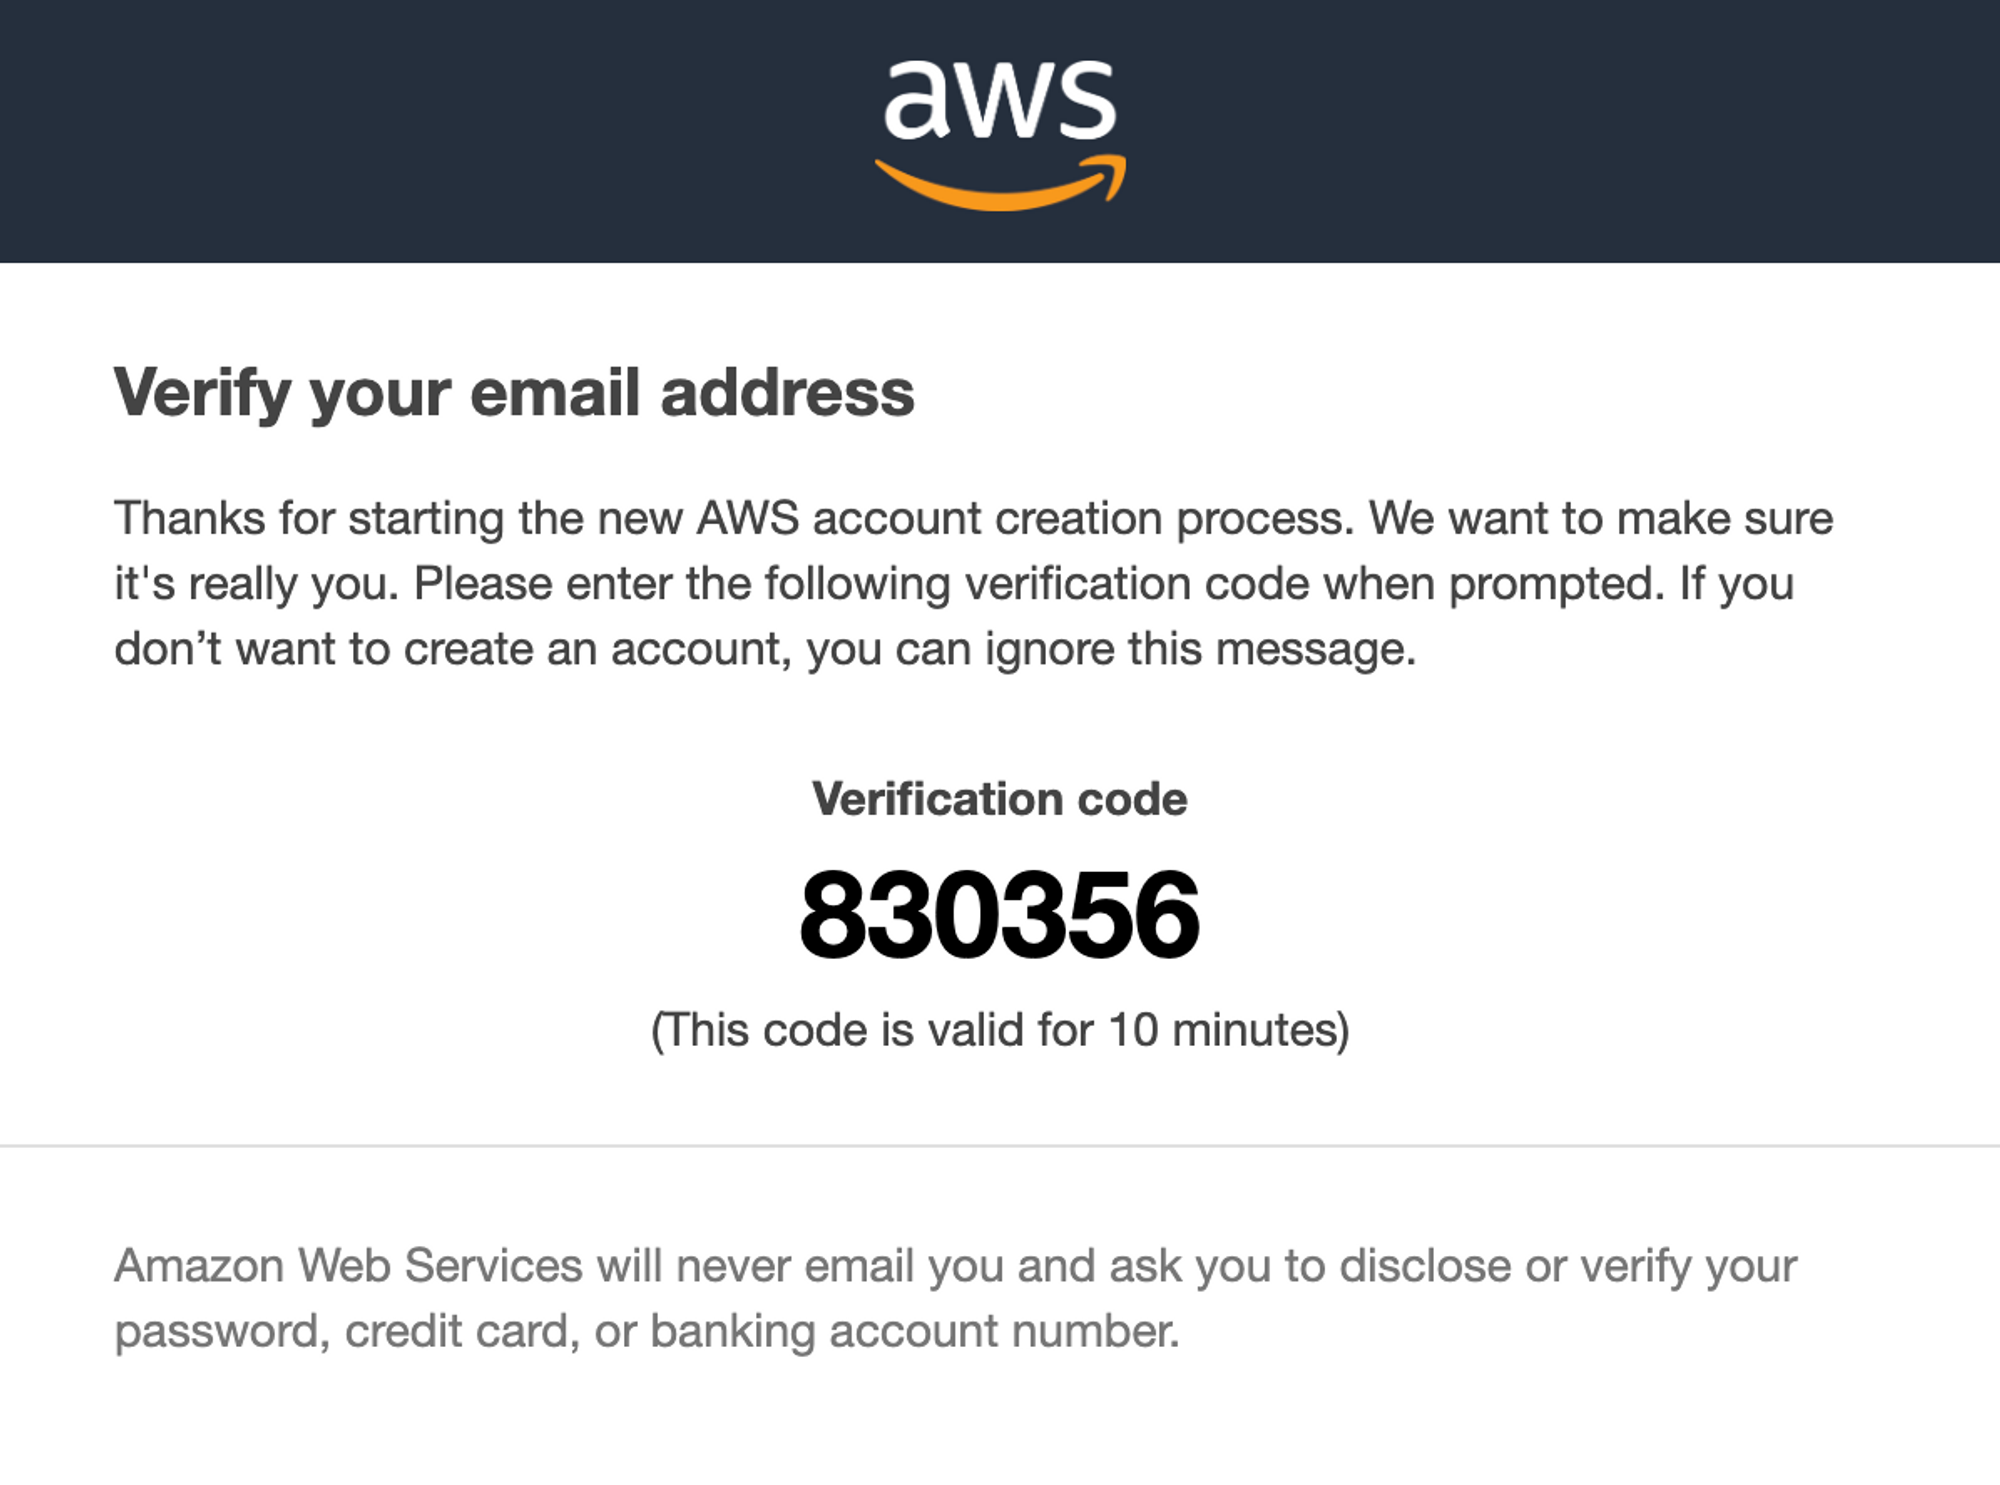 aws
Verify your email address
Thanks for starting the new AWS account creation process. We want to make sure
it's really you. Please enter the following verification code when prompted. If you
don’t want to create an account, you can ignore this message.
Verification code
830356
(This code is valid for 10 minutes)
Amazon Web Services will never email you and ask you to disclose or verify your
password, credit card, or banking account number.